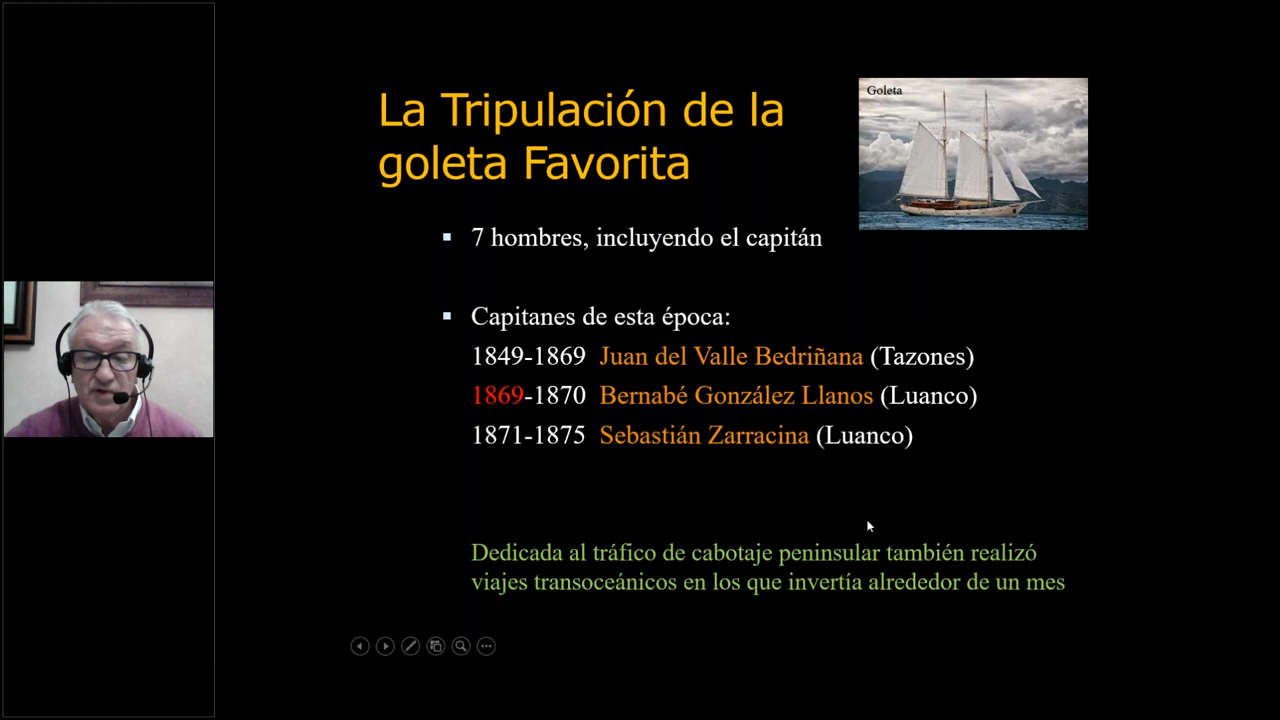 La Tripulación de la
goleta Favorita
Goleta
7 hombres, incluyendo el capitán
Capitanes de esta época:
1849-1869 Juan del Valle Bedriñana (Tazones)
1869-1870 Bernabé González Llanos (Luanco)
1871-1875 Sebastián Zarracina (Luanco)
Dedicada al tráfico de cabotaje peninsular también realizó
viajes transoceánicos en los que invertía alrededor de un mes